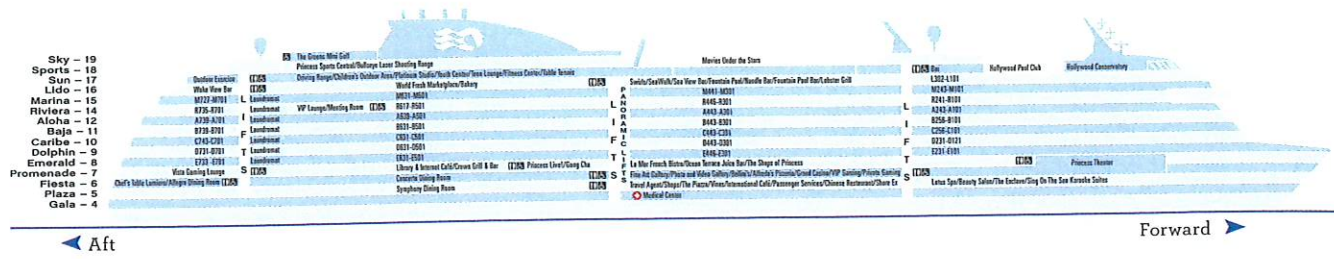 Sky – 19
Sports – 18
Sun – 17
Lido – 16
Marina – 15
Riviera – 14
Aloha – 12
Baja – 11
Caribe – 10
Dolphin – 9
Emerald – 8
Promenade – 7
Fiesta – 6
Plaza – 5
Gala – 4
The Greens Mini Golf
Princess Sports Central/Bullseye Laser Shooting Range
Movies Under the Stars
Driving Range/Children's Outdoor Area/Platinum Studio/Youth Center/Teen Lounge/Fitness Center/Table Tennis
Outdoor Exercise
World Fresh Marketplace/Bakery
Swirls/SeaWalk/Sea View Bar/Fountain Pool/Noodle Bar/Fountain Pool Bar/Lobster Grill
Bar
Hollywood Pool Club
Hollywood Conservatory
Wake View Bar
L302-L101
M727-M701
Laundromat
M631-M601
M441-M301
M243-M101
R735-R701
Laundromat
VIP Lounge/Meeting Room
R617-R501
R445-R301
R241-R101
A739-A701
Laundromat
A639-A501
A443-A301
A243-A101
B739-B701
Laundromat
B631-B501
B443-B301
B256-B101
C743-C701
Laundromat
C631-C501
C443-C301
C256-C101
D731-D701
Laundromat
D631-D501
D443-D301
D231-D121
E733-E701
Laundromat
E631-E501
E446-E301
E231-E101
LIFTS
PANORAMIC LIFTS
LIFTS
LIFTS
Vista Gaming Lounge
Library & Internet Café/Crown Grill & Bar
Princess Live!/Gong Cha
Le Mer French Bistro/Ocean Terrace Juice Bar/The Shops of Princess
Princess Theater
Chef's Table Lumiere/Allegro Dining Room
Concerto Dining Room
Fine Art Gallery/Photo and Video Gallery/Bellini's/Alfredo's Pizzeria/Grand Casino/VIP Gaming/Private Gaming
Symphony Dining Room
Travel Agent/Shops/The Piazza/Vines/International Café/Passenger Services/Chinese Restaurant/Shore Ex
Lotus Spa/Beauty Salon/The Enclave/Sing On The Sea Karaoke Suites
Medical Center
Aft
Forward